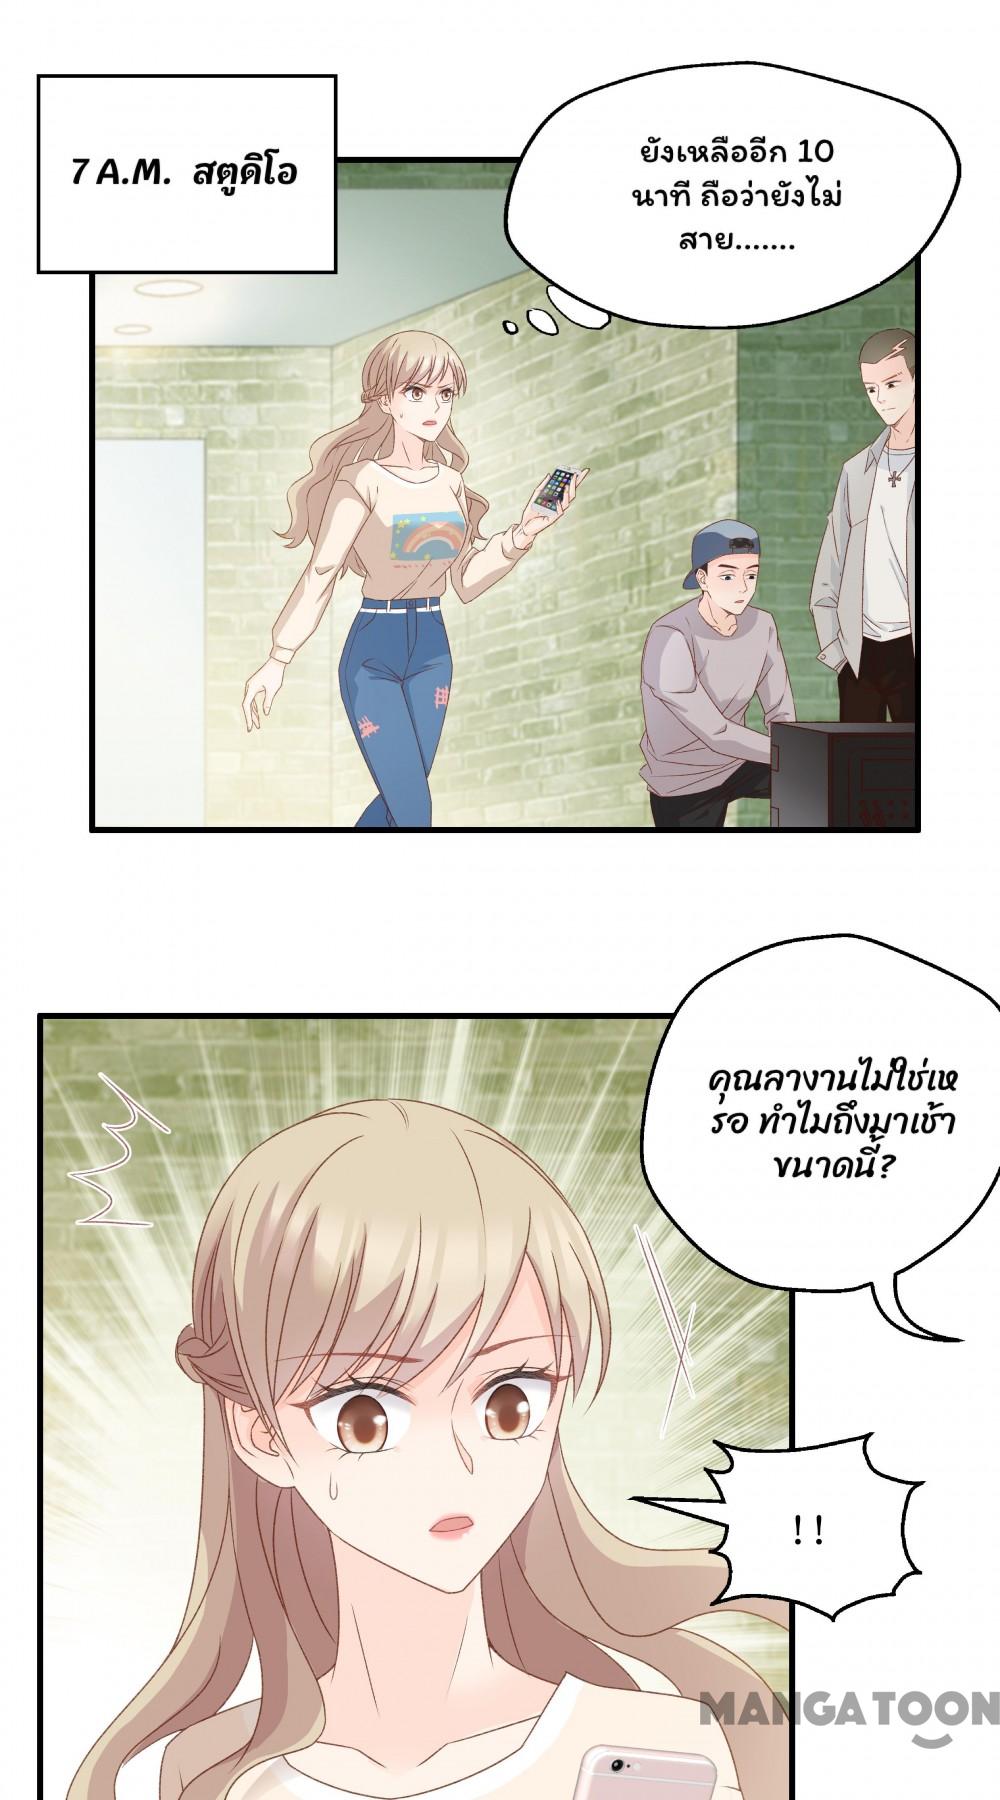 7 A.M. สตูดิโอ
ยังเหลืออีก 10
นาที ถือว่ายังไม่
สาย.......
คุณลางานไม่ใช่เห
รอ ทำไมถึงมาเช้า
ขนาดนี้?
!!
MANGATOON